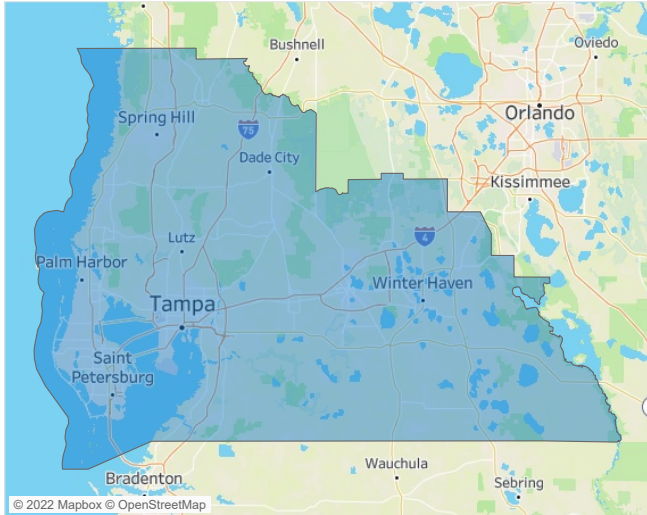 Bushnell
Oviedo
Spring Hill
75
Orlando
Dade City
Kissimmee
Lutz
4
Palm Harbor
Winter Haven
Tampa
Saint
Petersburg
Wauchula
Bradenton
Sebring
© 2022 Mapbox © OpenStreetMap